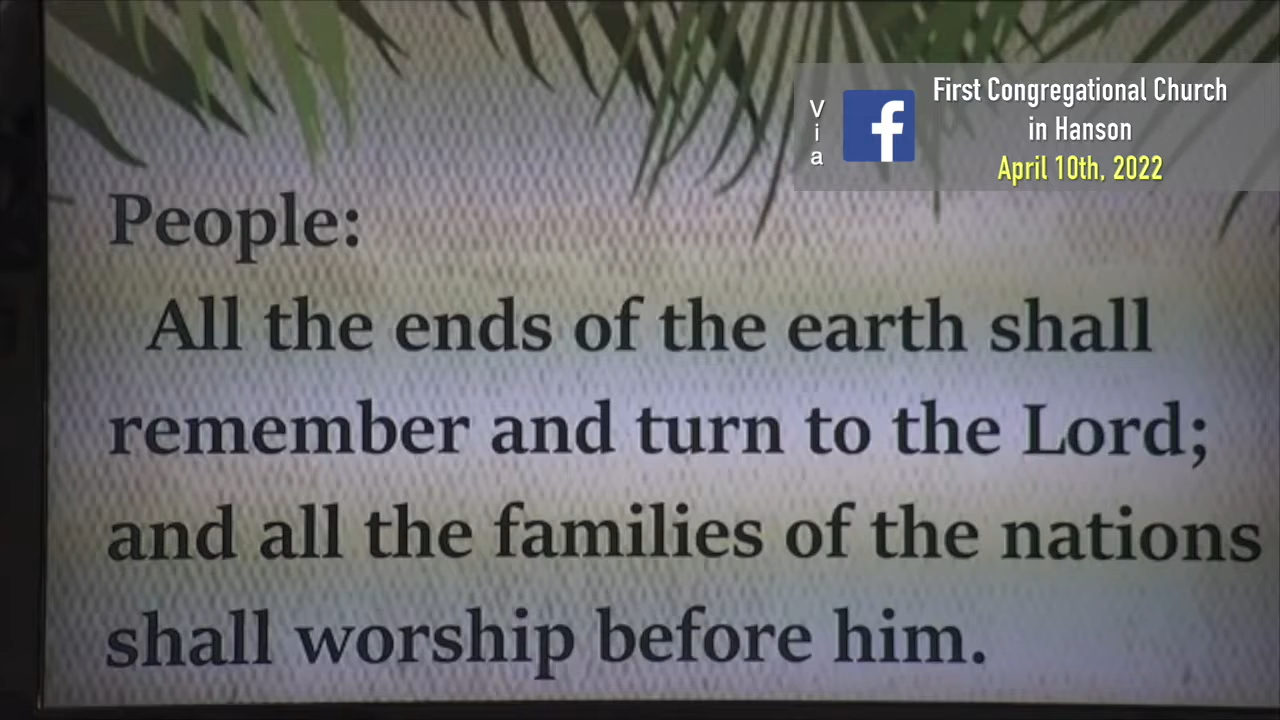 Via
First Congregational Church
in Hanson
April 10th, 2022
People:
All the ends of the earth shall
remember and turn to the Lord;
and all the families of the nations
shall worship before him.